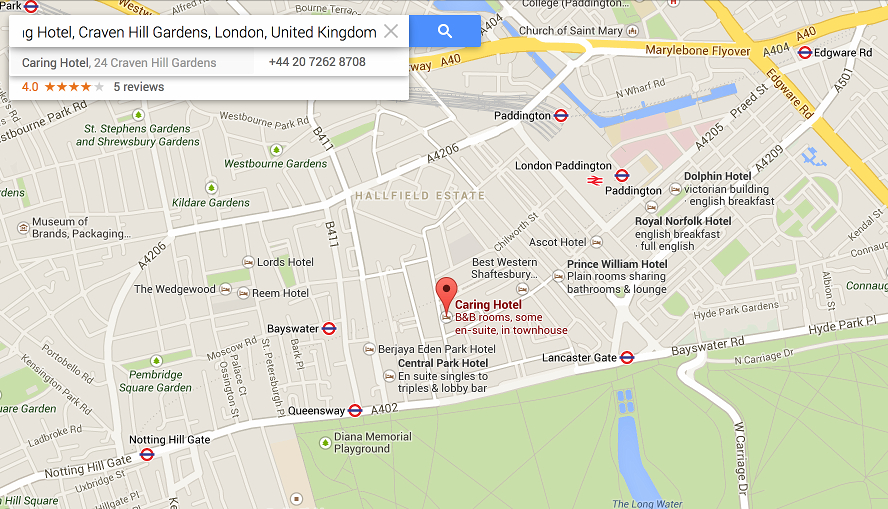 Park
Westbou
Alfred Roa
Bourne Terrace
College (Paddington...
Church of Saint Mary
A404
A40
ıg Hotel, Craven Hill Gardens, London, United Kingdom
Marylebone Flyover
A404
A40
Edgware Rd
Caring Hotel, 24 Craven Hill Gardens
+44 20 7262 8708
tway
A40
A501
4.0
5 reviews
N Wharf Rd
Edgware Rd
Praed St
Westbourne Park Rd
Westbourne Park Rd
Paddington
A4205
St. Stephens Gardens
and Shrewsbury Gardens
B411
A4206
A4209
Westbourne Gardens
London Paddington
Paddington
Dolphin Hotel
victorian building
· english breakfast
Kildare Gardens
HALLFIELD ESTATE
Royal Norfolk Hotel
english breakfast
· full english
Kendal St
Museum of
Brands, Packaging...
B411
Chilworth St
Ascot Hotel
A4206
Lords Hotel
Best Western
Shaftesbury...
Prince William Hotel
Plain rooms sharing
bathrooms & lounge
Albion St
Connaug
The Wedgewood
Reem Hotel
Caring Hotel
B&B rooms, some
en-suite, in townhouse
Bayswater
Hyde Park Gardens
Hyde Park Pl
Moscow Rd
Bark Pl
Berjaya Eden Park Hotel
Bayswater Rd
Lancaster Gate
N Carriage Dr
Portobello Rd
Kensington Park Rd
Pembridge
Square Garden
Palace Ct
Ossington St
St. Petersburgh Pl
Central Park Hotel
En suite singles to
triples & lobby bar
Queensway
A402
Ladbroke Rd
Notting Hill Gate
Diana Memorial
Playground
W Carriage Dr
Notting Hill Gate
Uxbridge St
Hillgate Pl
Hill Square
The Long Water